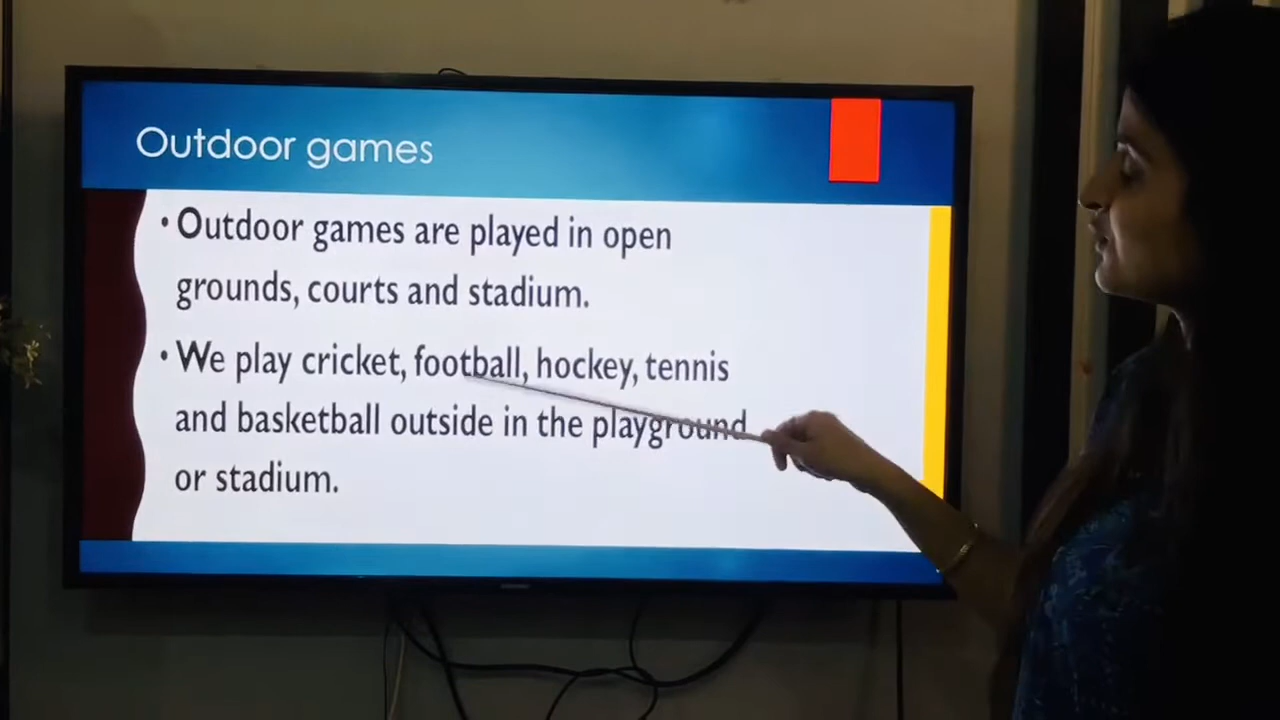 Outdoor games
• Outdoor games are played in open
grounds, courts and stadium.
• We play cricket, football, hockey, tennis
and basketball outside in the playground
or stadium.